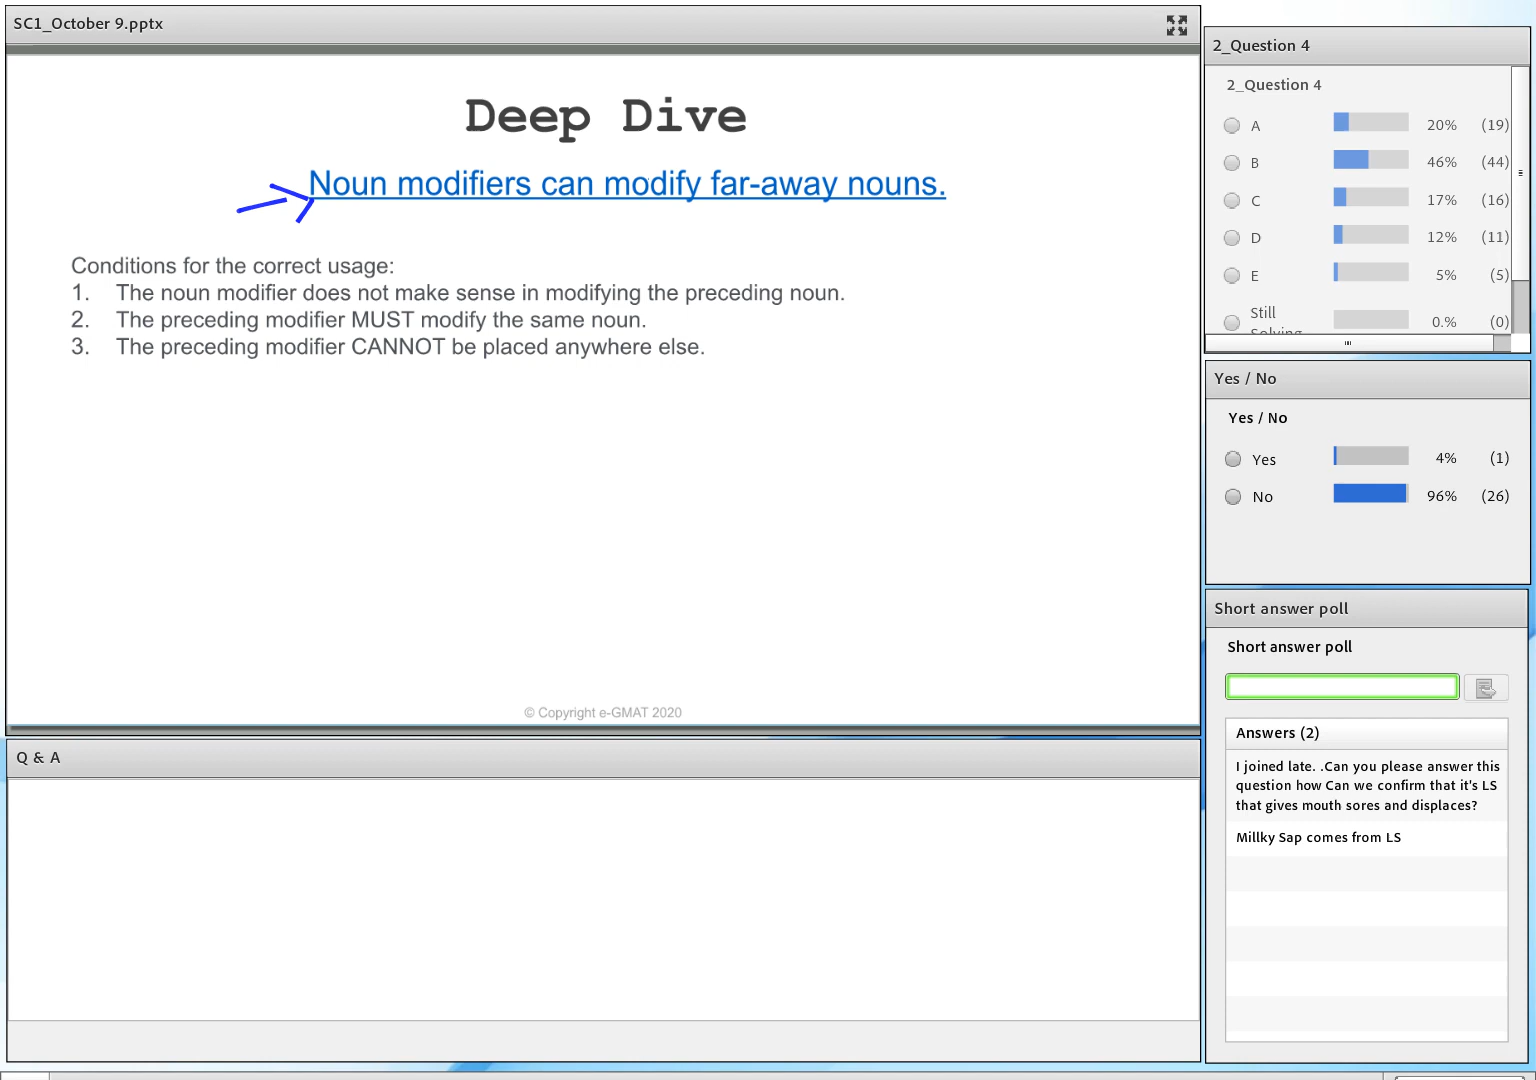 SC1_October 9.pptx
Deep Dive
Noun modifiers can modify far-away nouns.
Conditions for the correct usage:
1. The noun modifier does not make sense in modifying the preceding noun.
2. The preceding modifier MUST modify the same noun.
3. The preceding modifier CANNOT be placed anywhere else.
© Copyright e-GMAT 2020
Q & A
2_Question 4
2_Question 4
A 20% (19)
B 46% (44)
C 17% (16)
D 12% (11)
E 5% (5)
Still 0.% (0)
Solving
Yes / No
Yes / No
Yes 4% (1)
No 96% (26)
Short answer poll
Short answer poll
Answers (2)
I joined late. .Can you please answer this
question how Can we confirm that it's LS
that gives mouth sores and displaces?
Millky Sap comes from LS